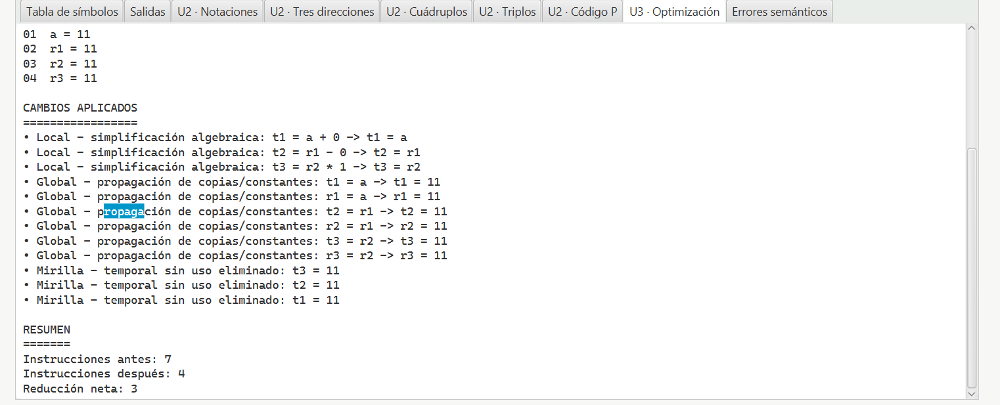 Tabla de símbolos Salidas U2 · Notaciones U2 · Tres direcciones U2 · Cuádruplos U2 · Triplos U2 · Código P U3 · Optimización Errores semánticos
01  a = 11
02  r1 = 11
03  r2 = 11
04  r3 = 11
CAMBIOS APLICADOS
=================
• Local – simplificación algebraica: t1 = a + 0 –> t1 = a
• Local – simplificación algebraica: t2 = r1 – 0 –> t2 = r1
• Local – simplificación algebraica: t3 = r2 * 1 –> t3 = r2
• Global – propagación de copias/constantes: t1 = a –> t1 = 11
• Global – propagación de copias/constantes: r1 = a –> r1 = 11
• Global – propagación de copias/constantes: t2 = r1 –> t2 = 11
• Global – propagación de copias/constantes: r2 = r1 –> r2 = 11
• Global – propagación de copias/constantes: t3 = r2 –> t3 = 11
• Global – propagación de copias/constantes: r3 = r2 –> r3 = 11
• Mirilla – temporal sin uso eliminado: t3 = 11
• Mirilla – temporal sin uso eliminado: t2 = 11
• Mirilla – temporal sin uso eliminado: t1 = 11
RESUMEN
=======
Instrucciones antes: 7
Instrucciones después: 4
Reducción neta: 3